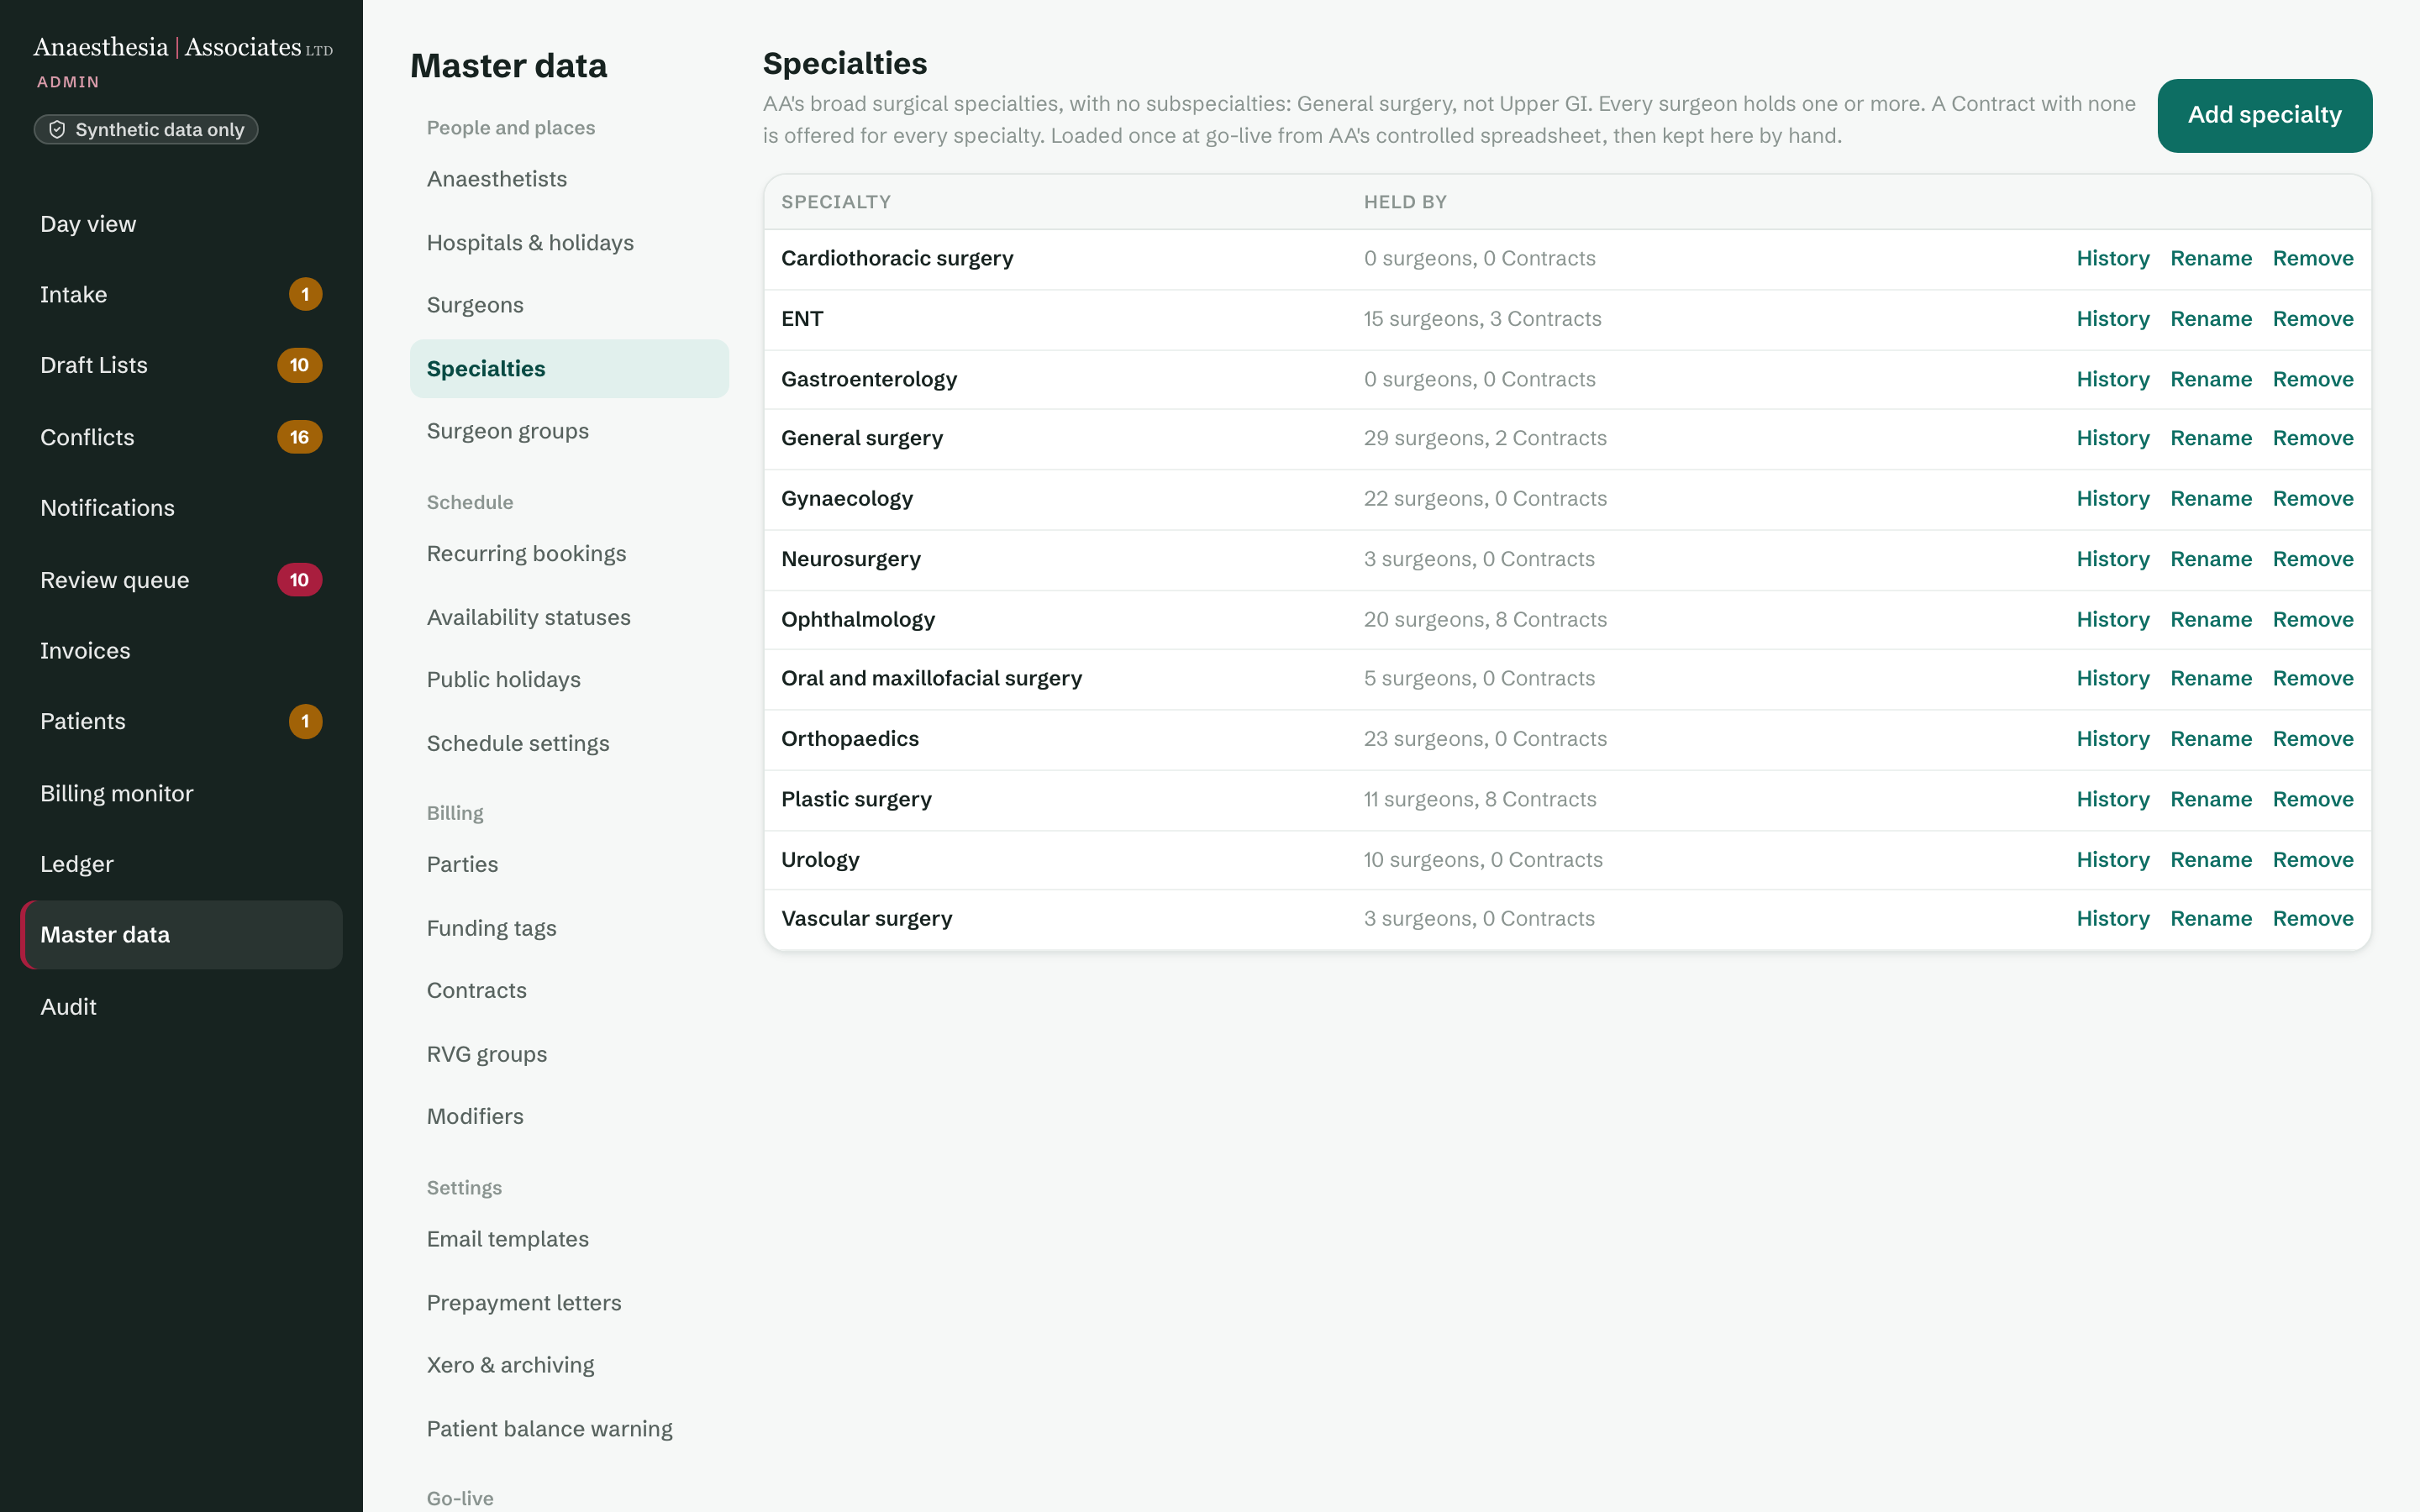 Anaesthesia | Associates LTD
ADMIN
Synthetic data only
Day view
Intake 1
Draft Lists 10
Conflicts 16
Notifications
Review queue 10
Invoices
Patients 1
Billing monitor
Ledger
Master data
Audit
Master data
People and places
Anaesthetists
Hospitals & holidays
Surgeons
Specialties
Surgeon groups
Schedule
Recurring bookings
Availability statuses
Public holidays
Schedule settings
Billing
Parties
Funding tags
Contracts
RVG groups
Modifiers
Settings
Email templates
Prepayment letters
Xero & archiving
Patient balance warning
Go-live
Specialties
AA's broad surgical specialties, with no subspecialties: General surgery, not Upper GI. Every surgeon holds one or more. A Contract with none
is offered for every specialty. Loaded once at go-live from AA's controlled spreadsheet, then kept here by hand.
Add specialty
SPECIALTY HELD BY
Cardiothoracic surgery 0 surgeons, 0 Contracts History Rename Remove
ENT 15 surgeons, 3 Contracts History Rename Remove
Gastroenterology 0 surgeons, 0 Contracts History Rename Remove
General surgery 29 surgeons, 2 Contracts History Rename Remove
Gynaecology 22 surgeons, 0 Contracts History Rename Remove
Neurosurgery 3 surgeons, 0 Contracts History Rename Remove
Ophthalmology 20 surgeons, 8 Contracts History Rename Remove
Oral and maxillofacial surgery 5 surgeons, 0 Contracts History Rename Remove
Orthopaedics 23 surgeons, 0 Contracts History Rename Remove
Plastic surgery 11 surgeons, 8 Contracts History Rename Remove
Urology 10 surgeons, 0 Contracts History Rename Remove
Vascular surgery 3 surgeons, 0 Contracts History Rename Remove